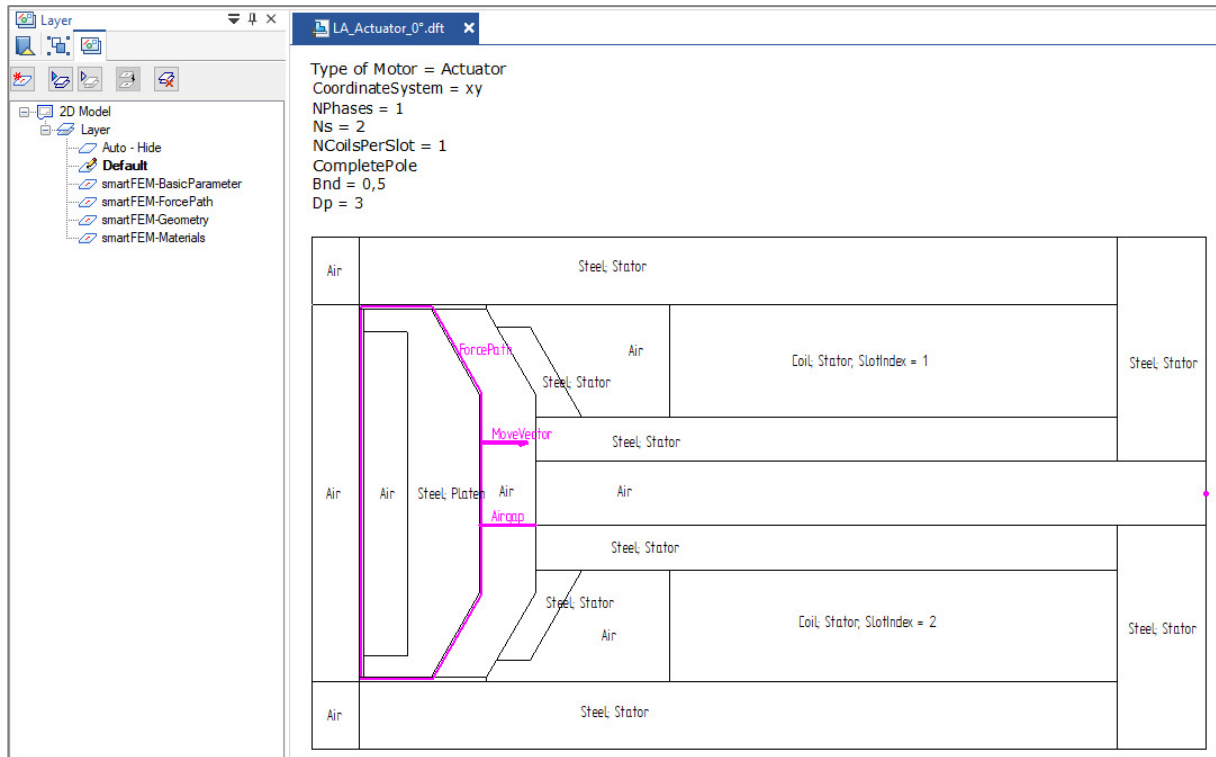 Layer
2D Model
Layer
Auto - Hide
Default
smartFEM-BasicParameter
smartFEM-ForcePath
smartFEM-Geometry
smartFEM-Materials
LA_Actuator_0°.dft
Type of Motor = Actuator
CoordinateSystem = xy
NPhases = 1
Ns = 2
NCoilsPerSlot = 1
CompletePole
Bnd = 0,5
Dp = 3
Air
Steel; Stator
ForcePath
Air
Coil; Stator, SlotIndex = 1
Steel; Stator
Steel; Stator
MoveVector
Steel; Stator
Air
Air
Steel; Platen
Air
Air
Airgap
Steel; Stator
Steel; Stator
Air
Coil; Stator, SlotIndex = 2
Steel; Stator
Air
Steel; Stator